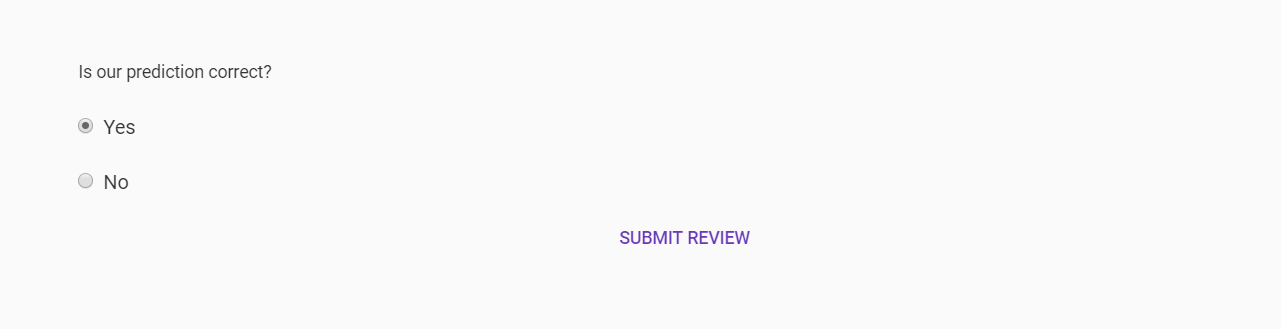 Is our prediction correct?
Yes
No
SUBMIT REVIEW